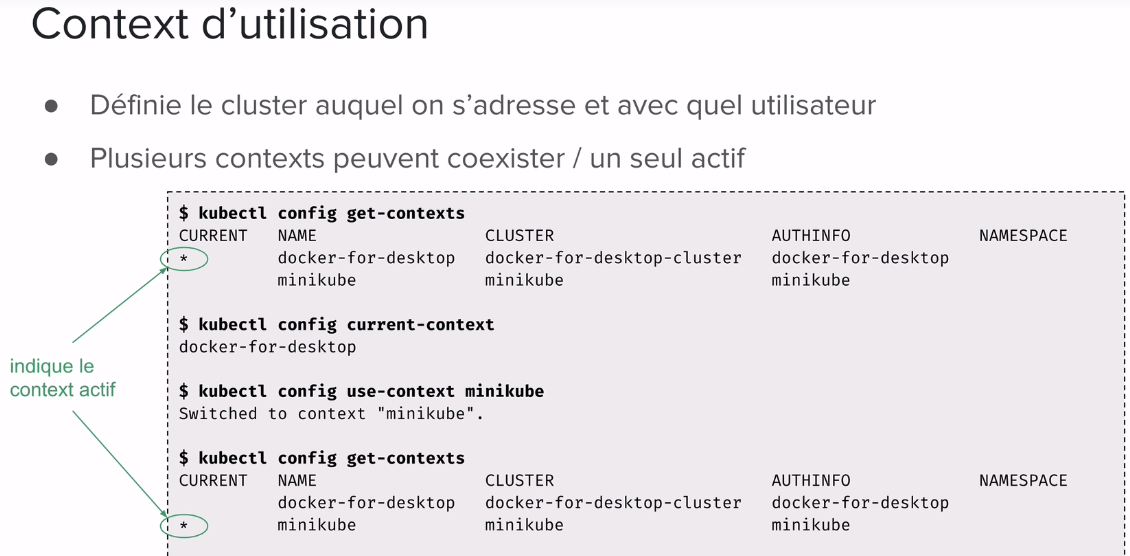 Context d’utilisation
● Définie le cluster auquel on s’adresse et avec quel utilisateur
● Plusieurs contexts peuvent coexister / un seul actif
$ kubectl config get-contexts
CURRENT NAME CLUSTER AUTHINFO NAMESPACE
* docker-for-desktop docker-for-desktop-cluster docker-for-desktop
minikube minikube minikube
$ kubectl config current-context
docker-for-desktop
indique le
context actif
$ kubectl config use-context minikube
Switched to context "minikube".
$ kubectl config get-contexts
CURRENT NAME CLUSTER AUTHINFO NAMESPACE
docker-for-desktop docker-for-desktop-cluster docker-for-desktop
* minikube minikube minikube